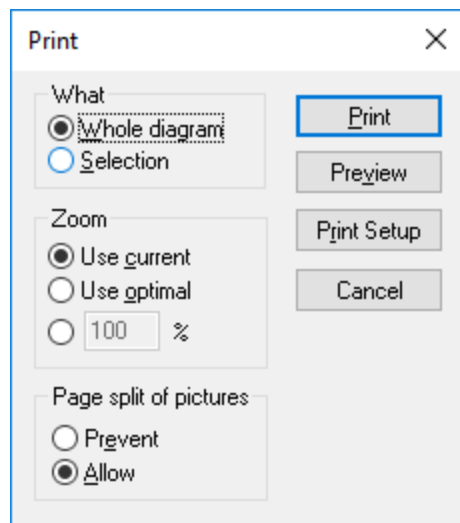 Print
What
Whole diagram
Selection
Zoom
Use current
Use optimal
100 %
Page split of pictures
Prevent
Allow
Print
Preview
Print Setup
Cancel